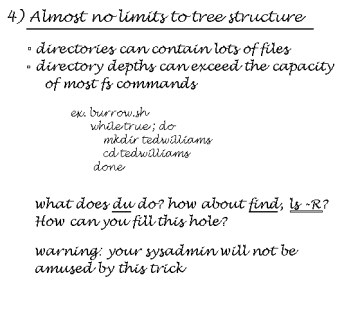 4) Almost no limits to tree structure
▫ directories can contain lots of files
▫ directory depths can exceed the capacity
of most fs commands
ex. burrow.sh
while true ; do
mkdir tedwilliams
cd tedwilliams
done
what does du do? how about find, ls -R?
How can you fill this hole?
warning: your sysadmin will not be
amused by this trick